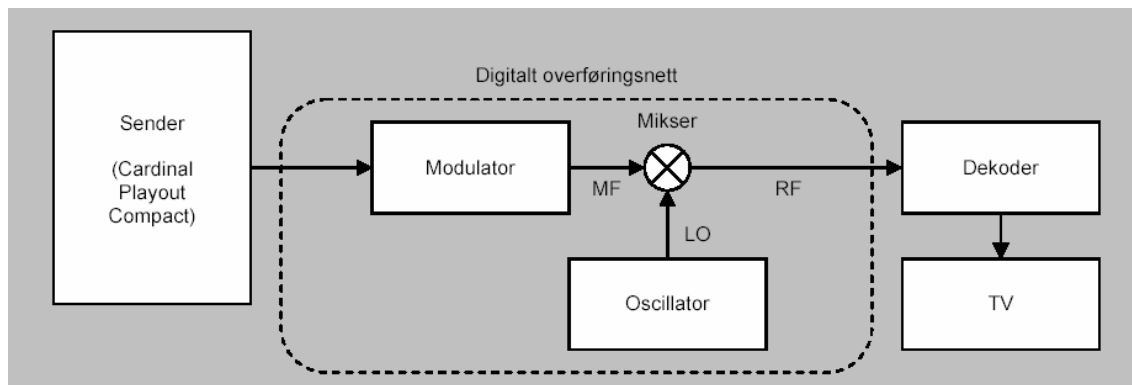 Digitalt overføringsnett
Sender
(Cardinal
Playout
Compact)
Modulator
MF
Mikser
LO
Oscillator
RF
Dekoder
TV